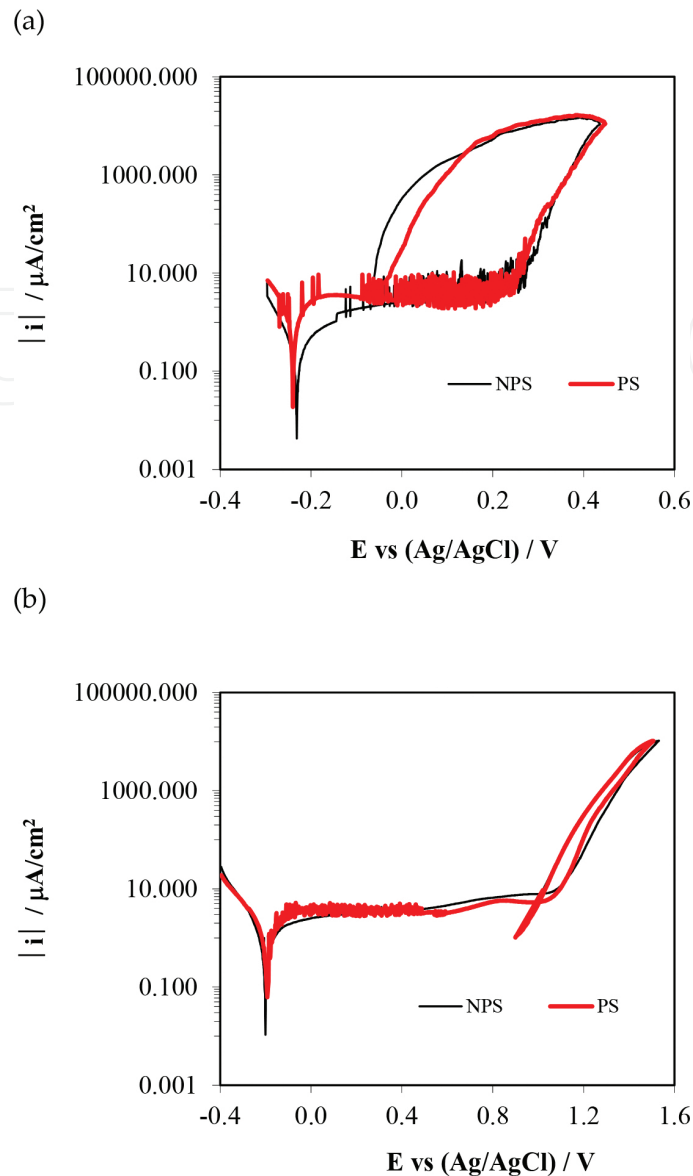 (a)
100000.000
1000.000
10.000
0.100
0.001
| i | / μA/cm²
NPS PS
-0.4 -0.2 0.0 0.2 0.4 0.6
E vs (Ag/AgCl) / V
(b)
100000.000
1000.000
10.000
0.100
0.001
| i | / μA/cm²
NPS PS
-0.4 0.0 0.4 0.8 1.2 1.6
E vs (Ag/AgCl) / V